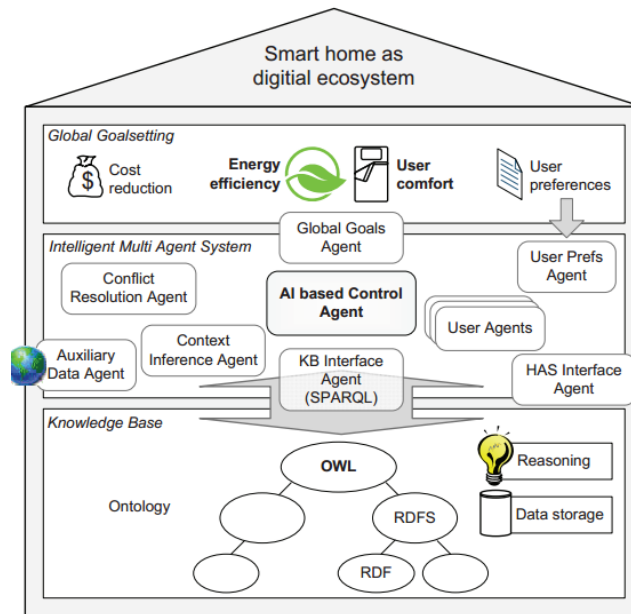 Smart home as
digitial ecosystem
Global Goalsetting
$
Cost
reduction
Energy
efficiency
User
comfort
User
preferences
Global Goals
Agent
Intelligent Multi Agent System
User Prefs
Agent
Conflict
Resolution Agent
AI based Control
Agent
User Agents
Context
Inference Agent
Auxiliary
Data Agent
KB Interface
Agent
(SPARQL)
HAS Interface
Agent
Knowledge Base
OWL
Reasoning
Ontology
RDFS
Data storage
RDF